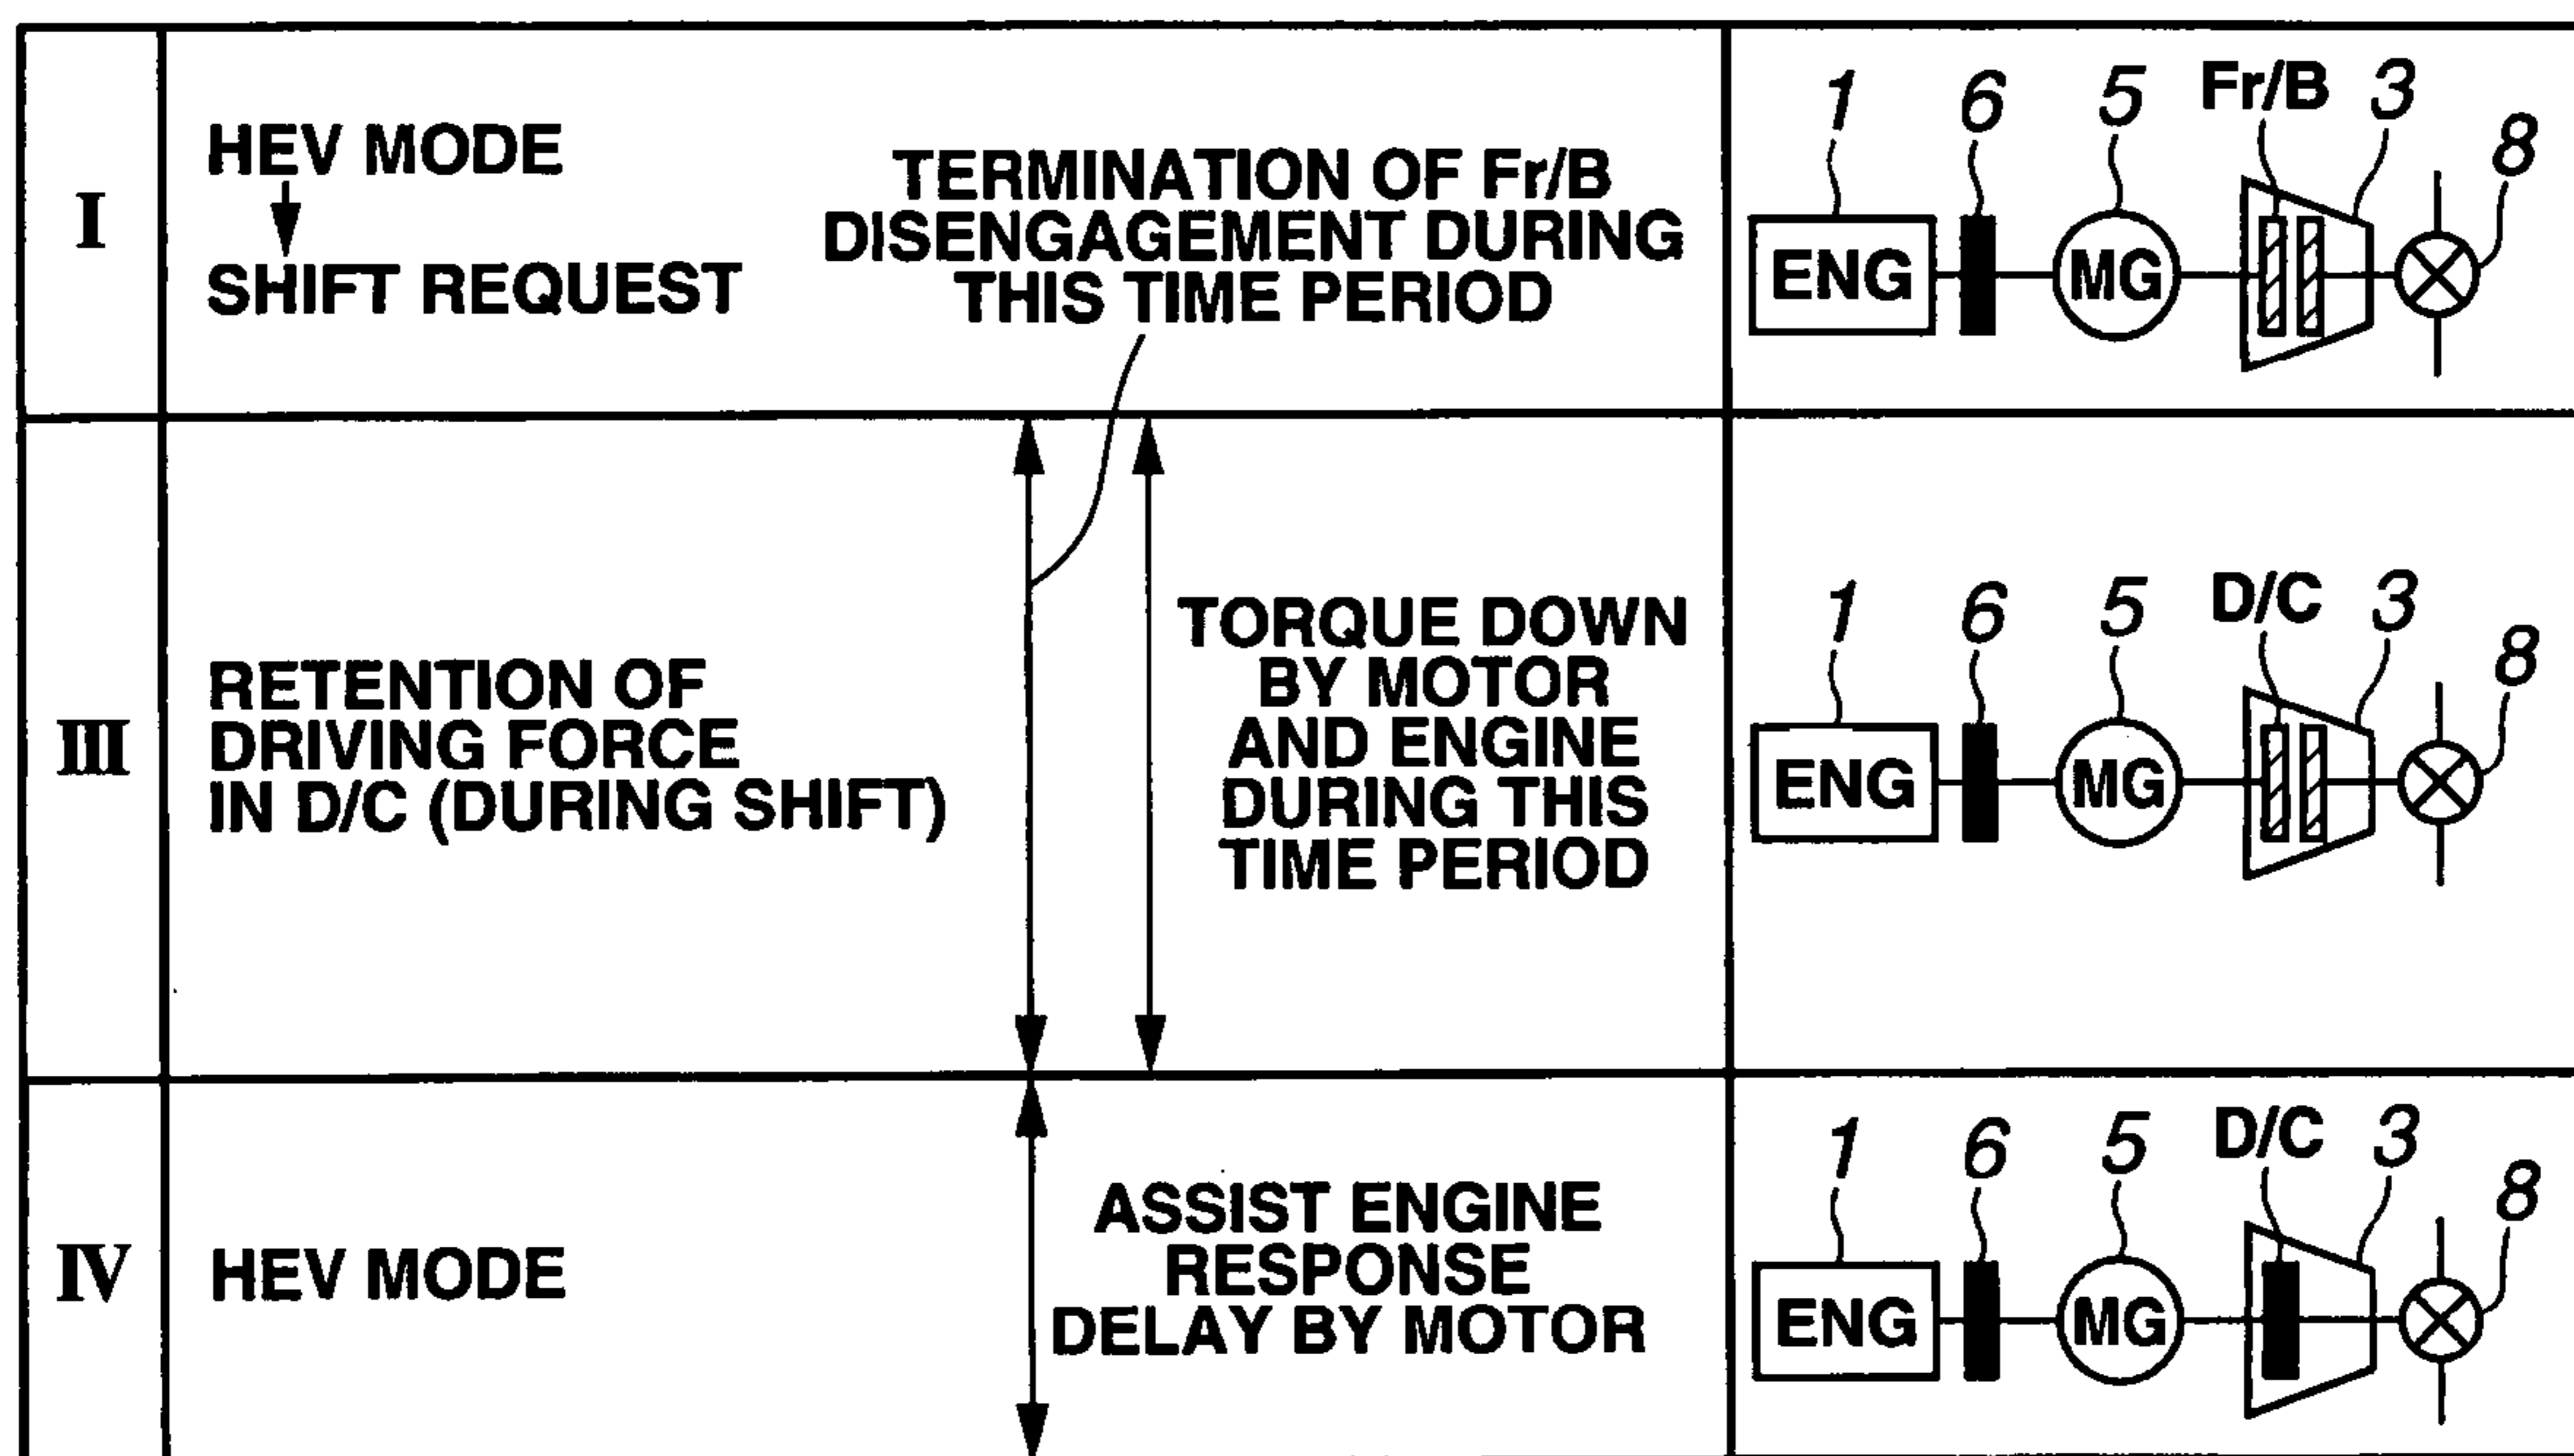 I
HEV MODE
SHIFT REQUEST
TERMINATION OF Fr/B
DISENGAGEMENT DURING
THIS TIME PERIOD
1 6 5 Fr/B 3 8
ENG MG
III
RETENTION OF
DRIVING FORCE
IN D/C (DURING SHIFT)
TORQUE DOWN
BY MOTOR
AND ENGINE
DURING THIS
TIME PERIOD
1 6 5 D/C 3 8
ENG MG
IV
HEV MODE
ASSIST ENGINE
RESPONSE
DELAY BY MOTOR
1 6 5 D/C 3 8
ENG MG